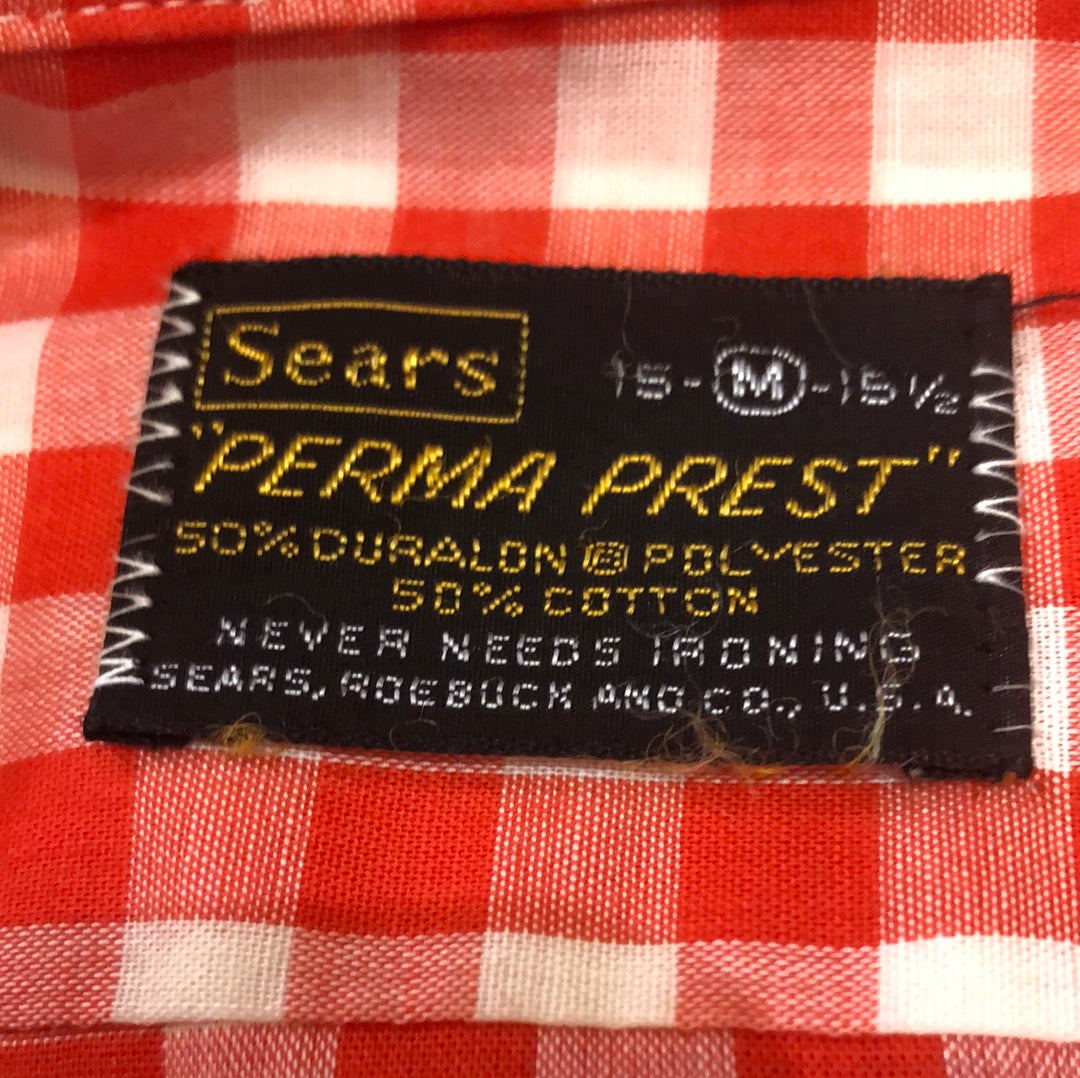 Sears 15-M-15½
"PERMA PREST"
50% DURALON ® POLYESTER
50% COTTON
NEVER NEEDS IRONING
SEARS, ROEBUCK AND CO., U.S.A.